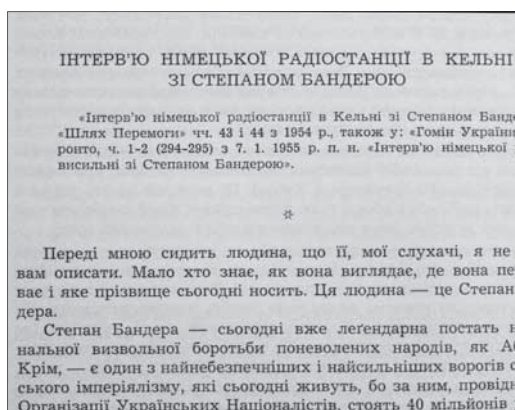 ІНТЕРВ'Ю НІМЕЦЬКОЇ РАДІОСТАНЦІЇ В КЕЛЬНІ
ЗІ СТЕПАНОМ БАНДЕРОЮ
«Інтерв'ю німецької радіостанції в Кельні зі Степаном Банде
«Шлях Перемоги» чч. 43 і 44 з 1954 р., також у: «Гомін України
ронто, ч. 1-2 (294-295) з 7. 1. 1955 р. п. н. «Інтерв'ю німецької
висильні зі Степаном Бандерою».
*
Переді мною сидить людина, що її, мої слухачі, я не
вам описати. Мало хто знає, як вона виглядає, де вона пе
ває і яке прізвище сьогодні носить. Ця людина — це Степан
дера.
Степан Бандера — сьогодні вже леґендарна постать
нальної визвольної боротьби поневолених народів, як Аб
Крім, — є один з найнебезпечніших і найсильніших ворогів
ського імперіялізму, які сьогодні живуть, бо за ним, провідн
Організації Українських Націоналістів, стоять 40 мільйонів